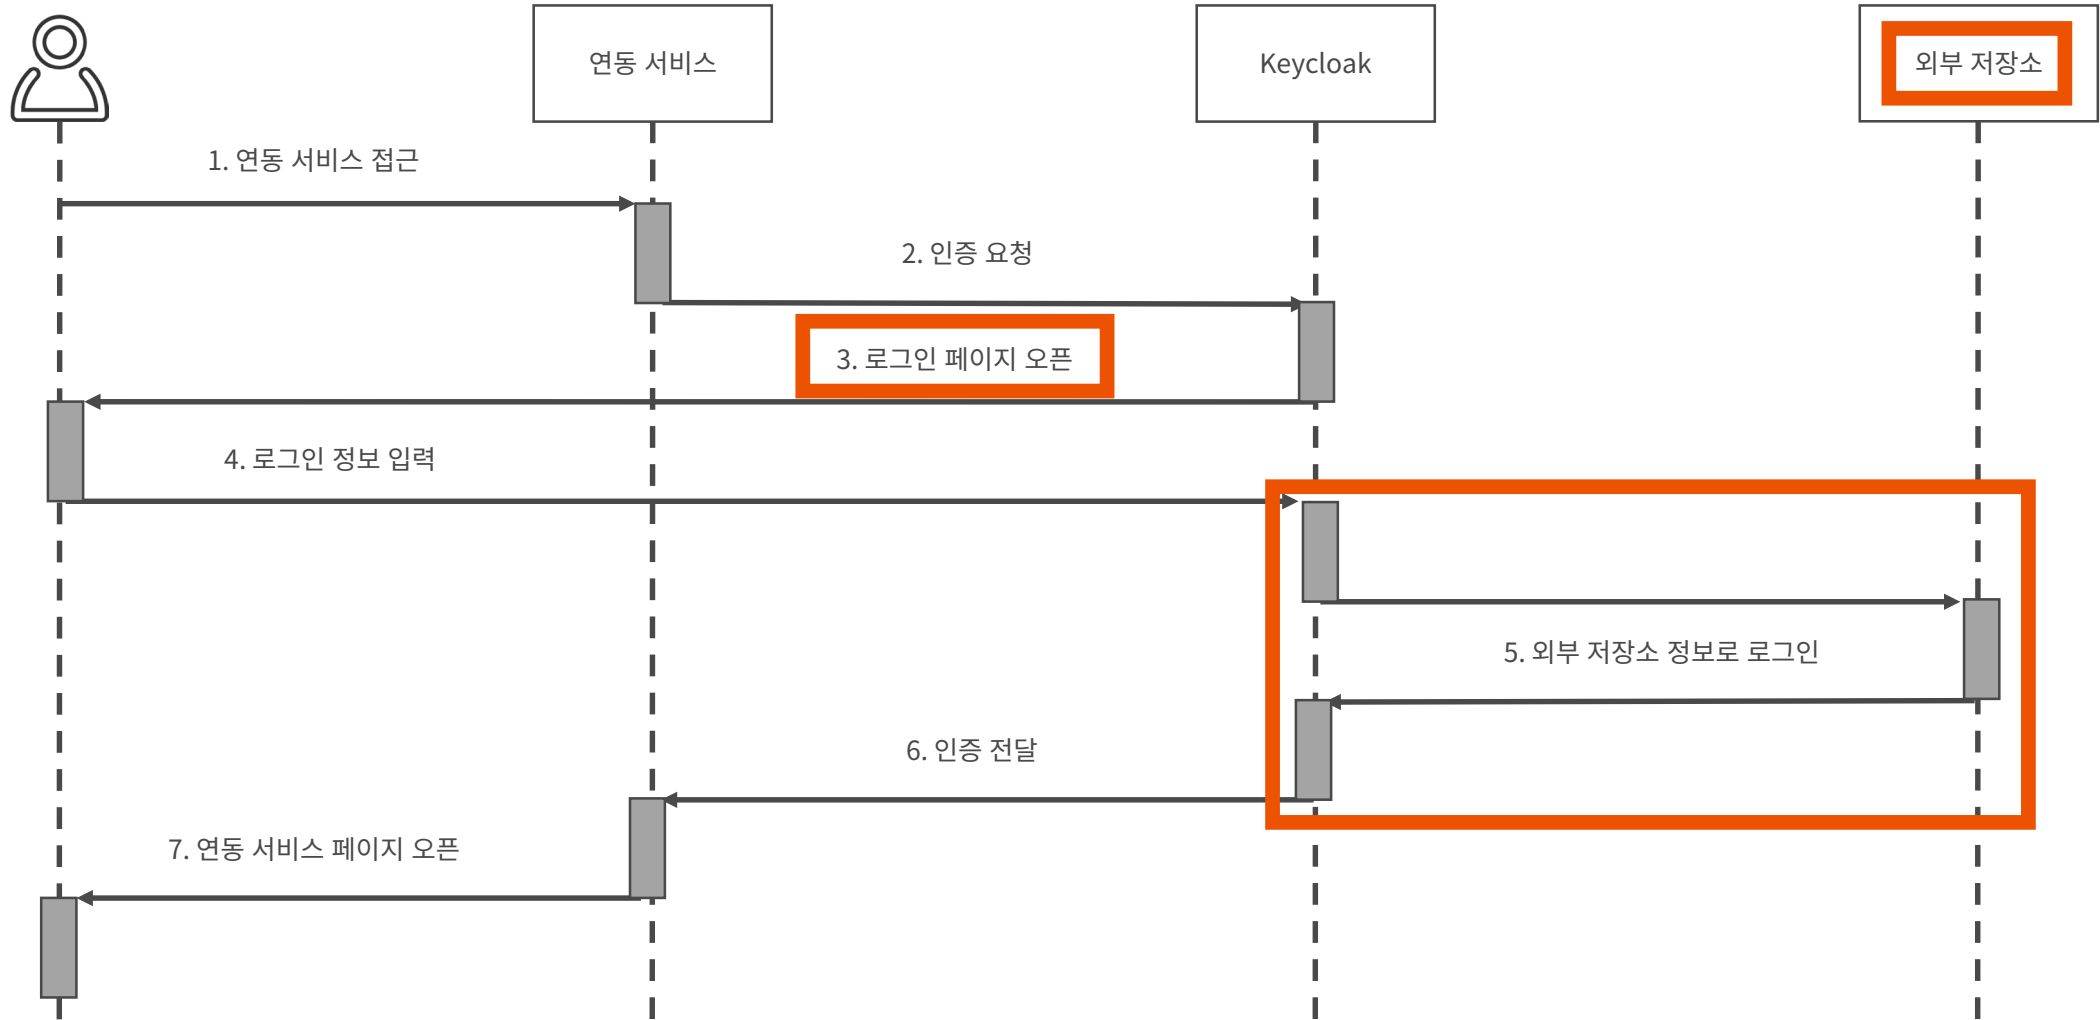 연동 서비스
Keycloak
외부 저장소
1. 연동 서비스 접근
2. 인증 요청
3. 로그인 페이지 오픈
4. 로그인 정보 입력
5. 외부 저장소 정보로 로그인
6. 인증 전달
7. 연동 서비스 페이지 오픈